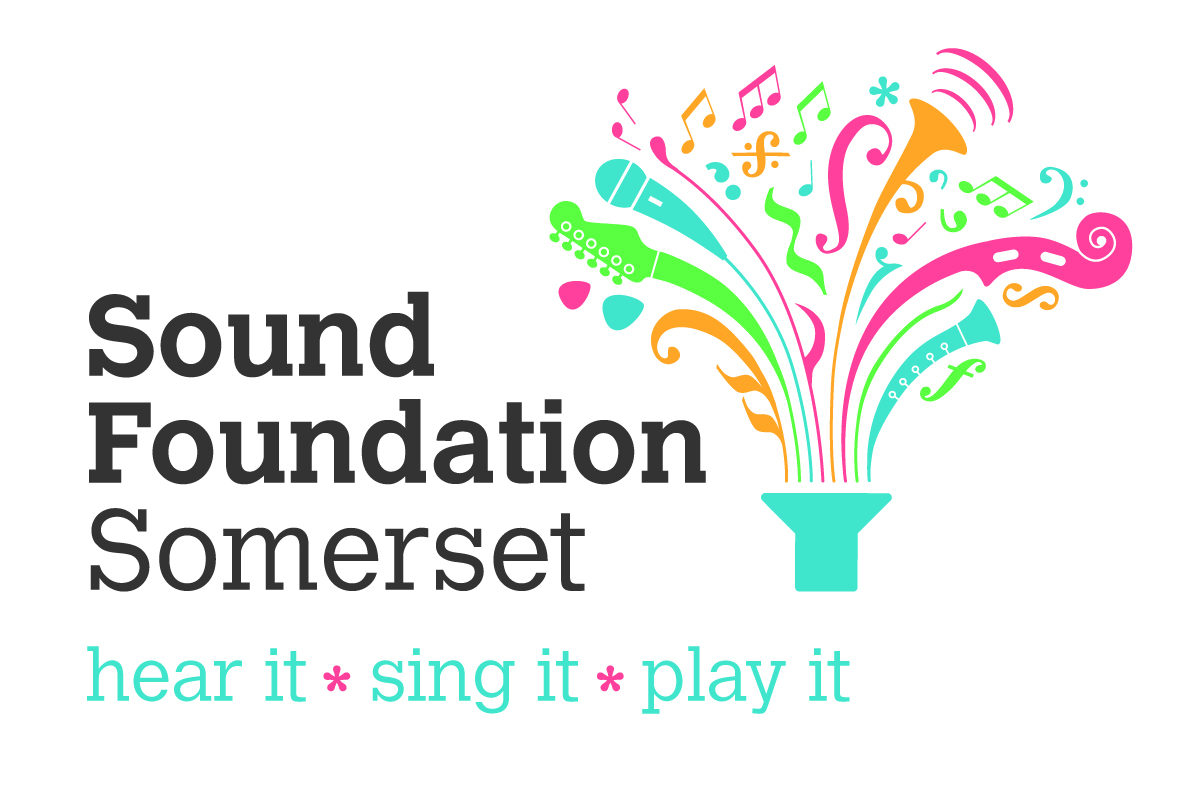 Sound
Foundation
Somerset
hear it * sing it * play it